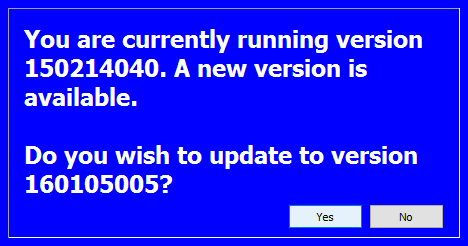 You are currently running version
150214040. A new version is
available.
Do you wish to update to version
160105005?
Yes No